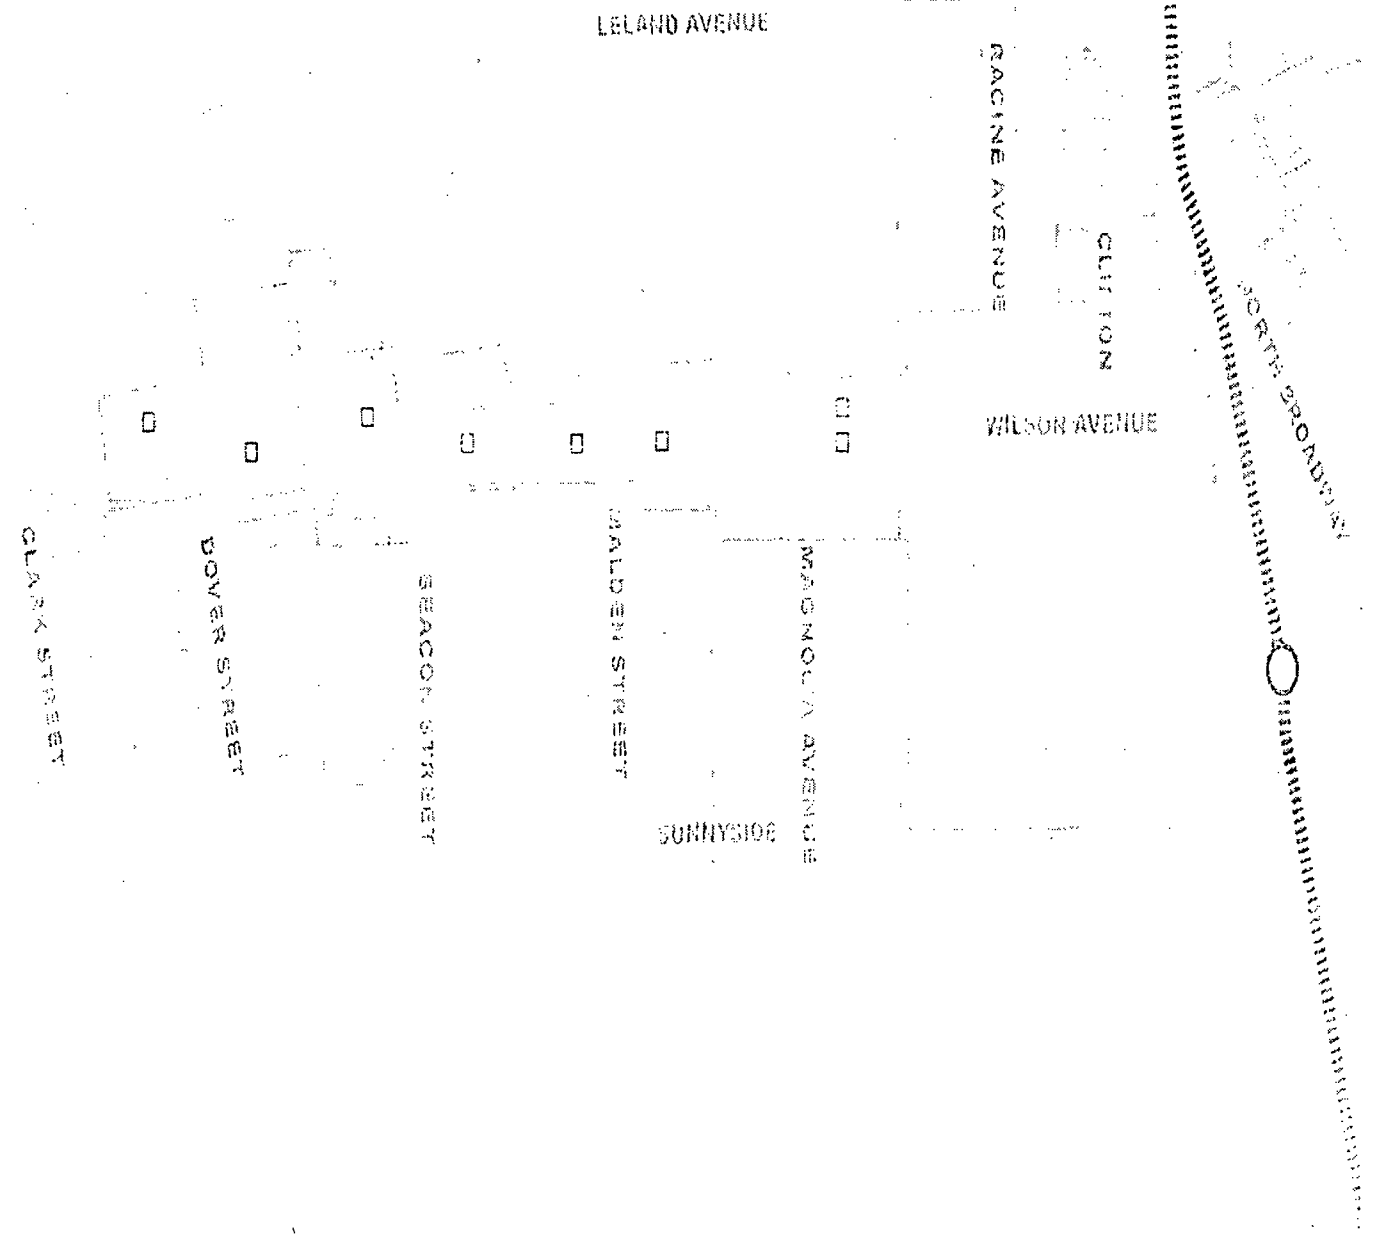 LELAND AVENUE
RACINE AVENUE
CLIFTON
NORTH BROADWAY
WILSON AVENUE
CLARK STREET
DOVER STREET
BEACON STREET
MALDEN STREET
MAGNOLIA AVENUE
SUNNYSIDE